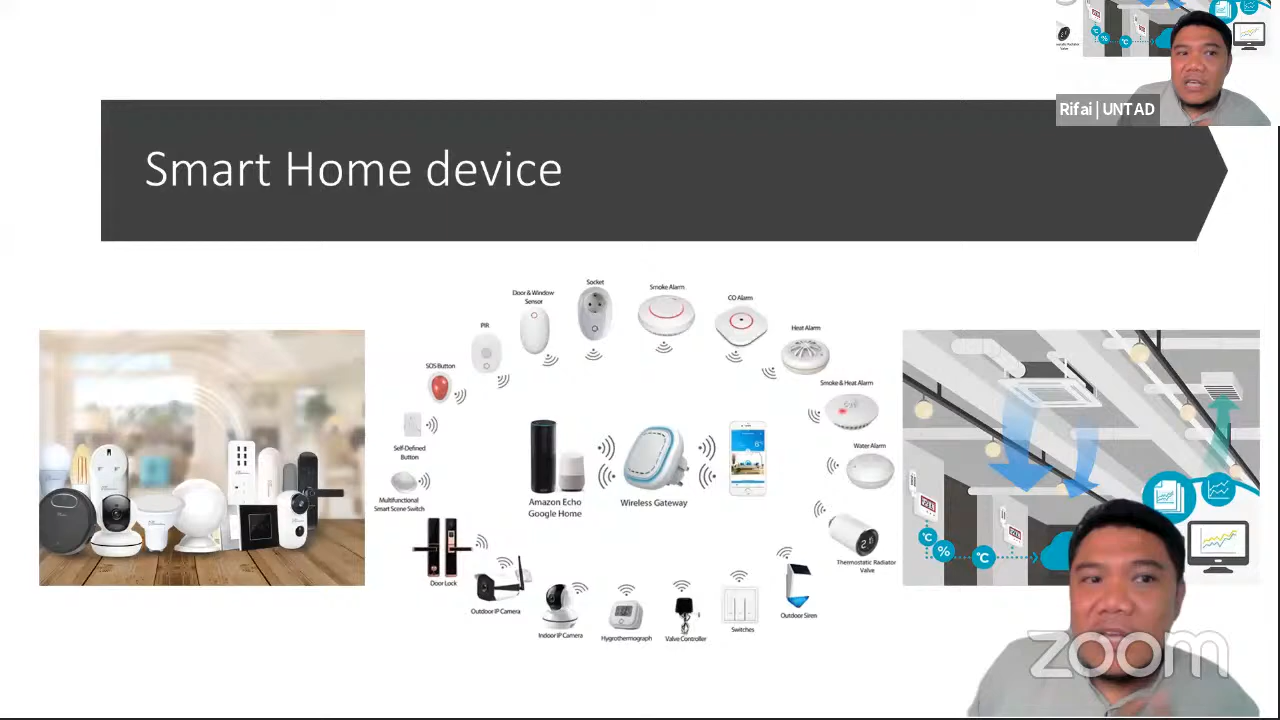 Rifai | UNTAD
Smart Home device
Socket
Door & Window
Sensor
Smoke Alarm
CO Alarm
PIR
Heat Alarm
SOS Button
Smoke & Heat Alarm
Self-Defined
Button
Water Alarm
Multifunctional
Smart Scene Switch
Amazon Echo
Google Home
Wireless Gateway
Door Lock
Thermostatic Radiator
Valve
Outdoor IP Camera
Indoor IP Camera
Hygrothermograph
Valve Controller
Switches
Outdoor Siren
°C
%
°C
zoom